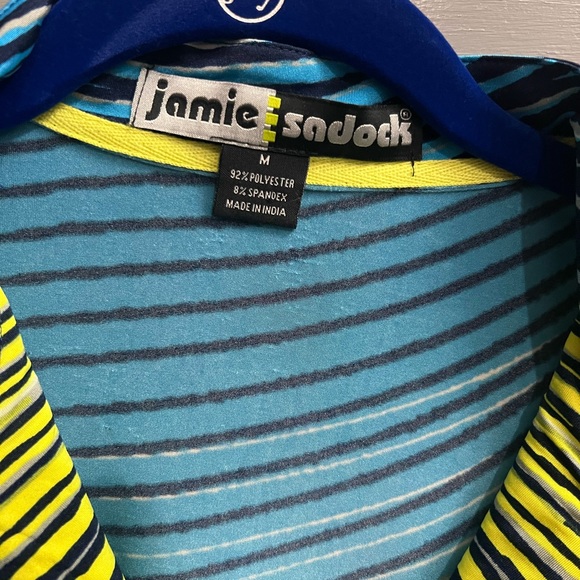 jamie sadock®
M
92% POLYESTER
8% SPANDEX
MADE IN INDIA